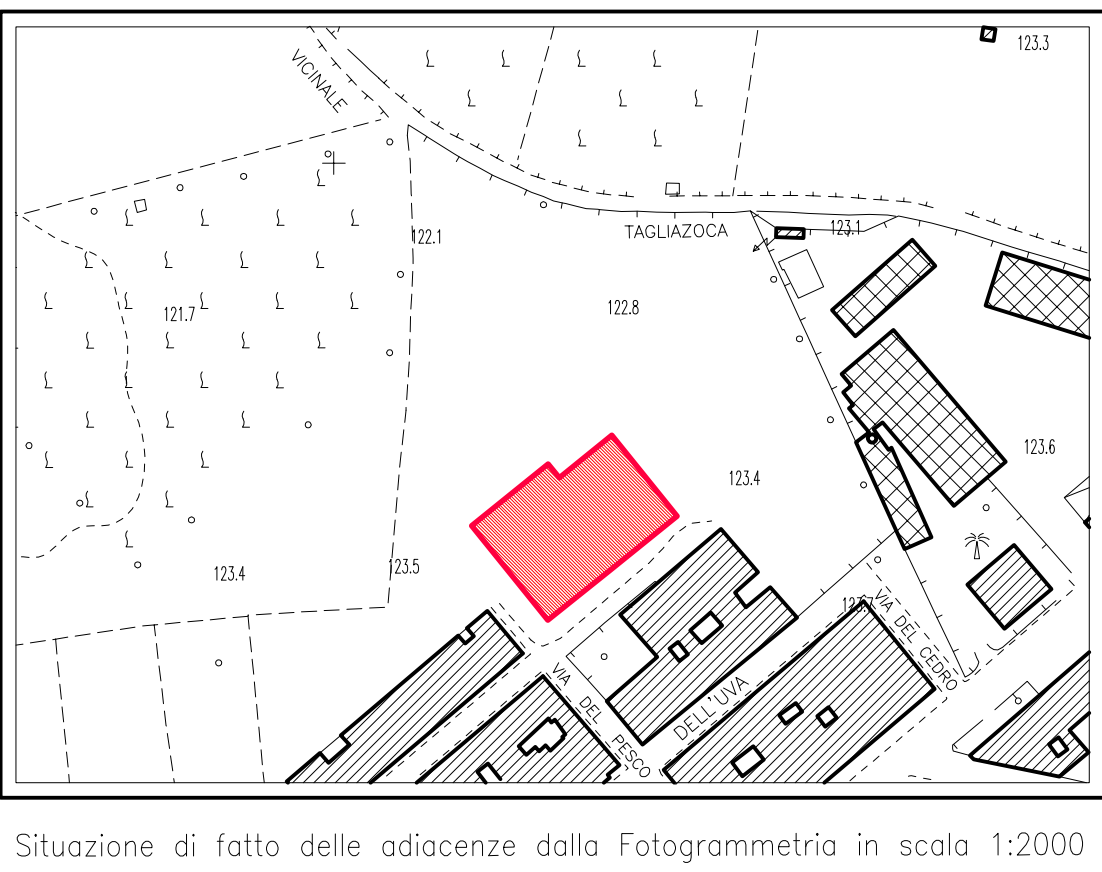 123.3
VICINALE
122.1
TAGLIAZOCA
123.1
121.7
122.8
123.6
123.4
123.5
123.4
VIA DEL CEDRO
VIA DEL PESCO
DELL'UVA
Situazione di fatto delle adiacenze dalla Fotogrammetria in scala 1:2000